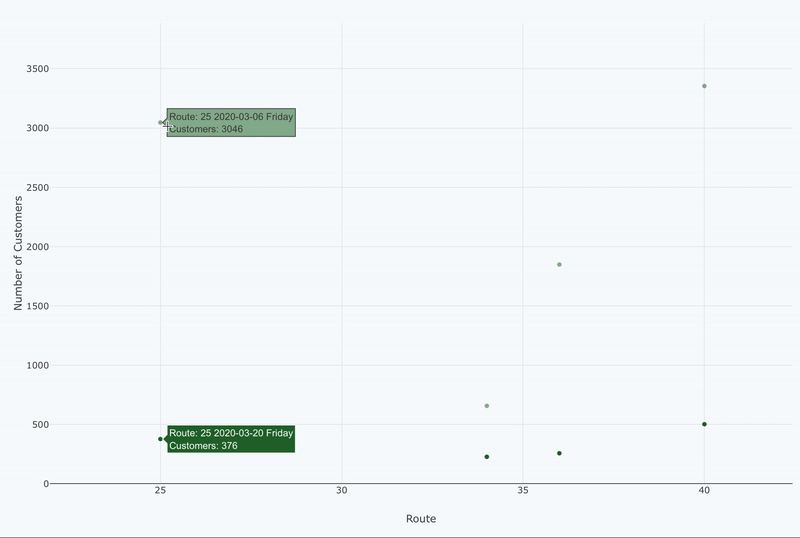 3500
Route: 25 2020-03-06 Friday
Customers: 3046
3000
2500
Number of Customers
2000
1500
1000
500
Route: 25 2020-03-20 Friday
Customers: 376
0
25
30
35
40
Route